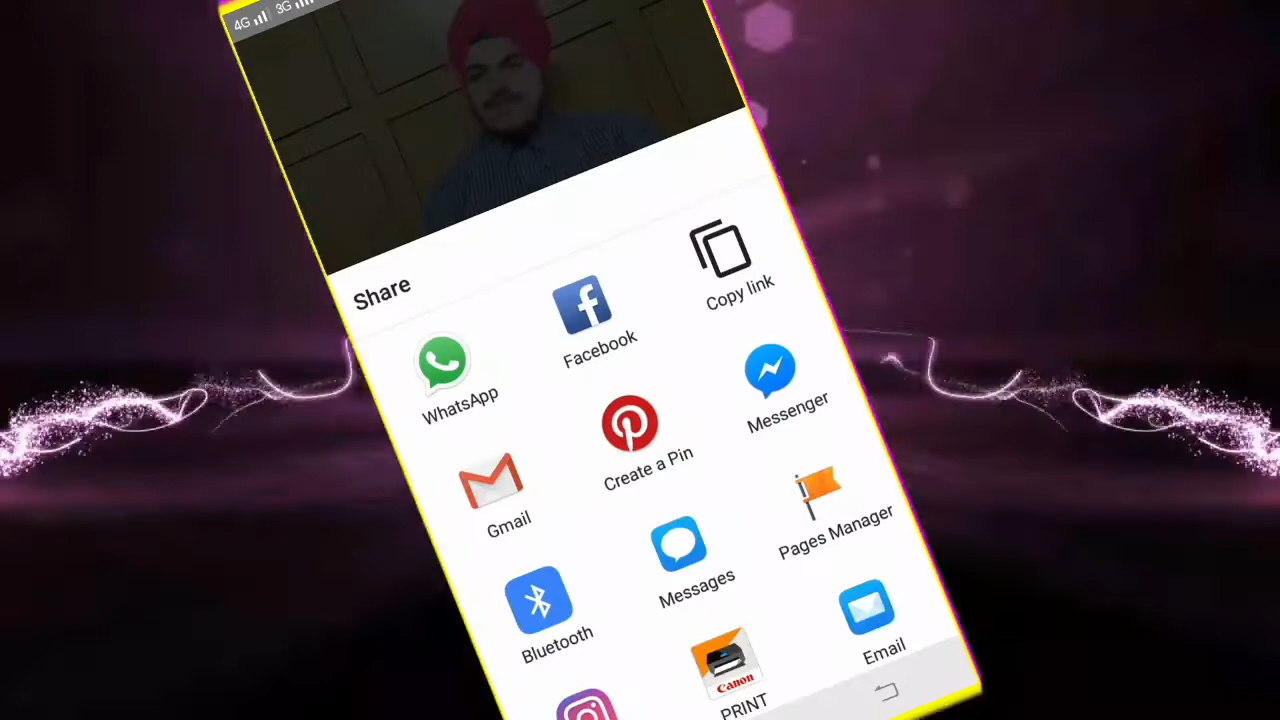 4G 3G
Share
WhatsApp
Facebook
Copy link
Gmail
Create a Pin
Messenger
Bluetooth
Messages
Pages Manager
Canon
PRINT
Email